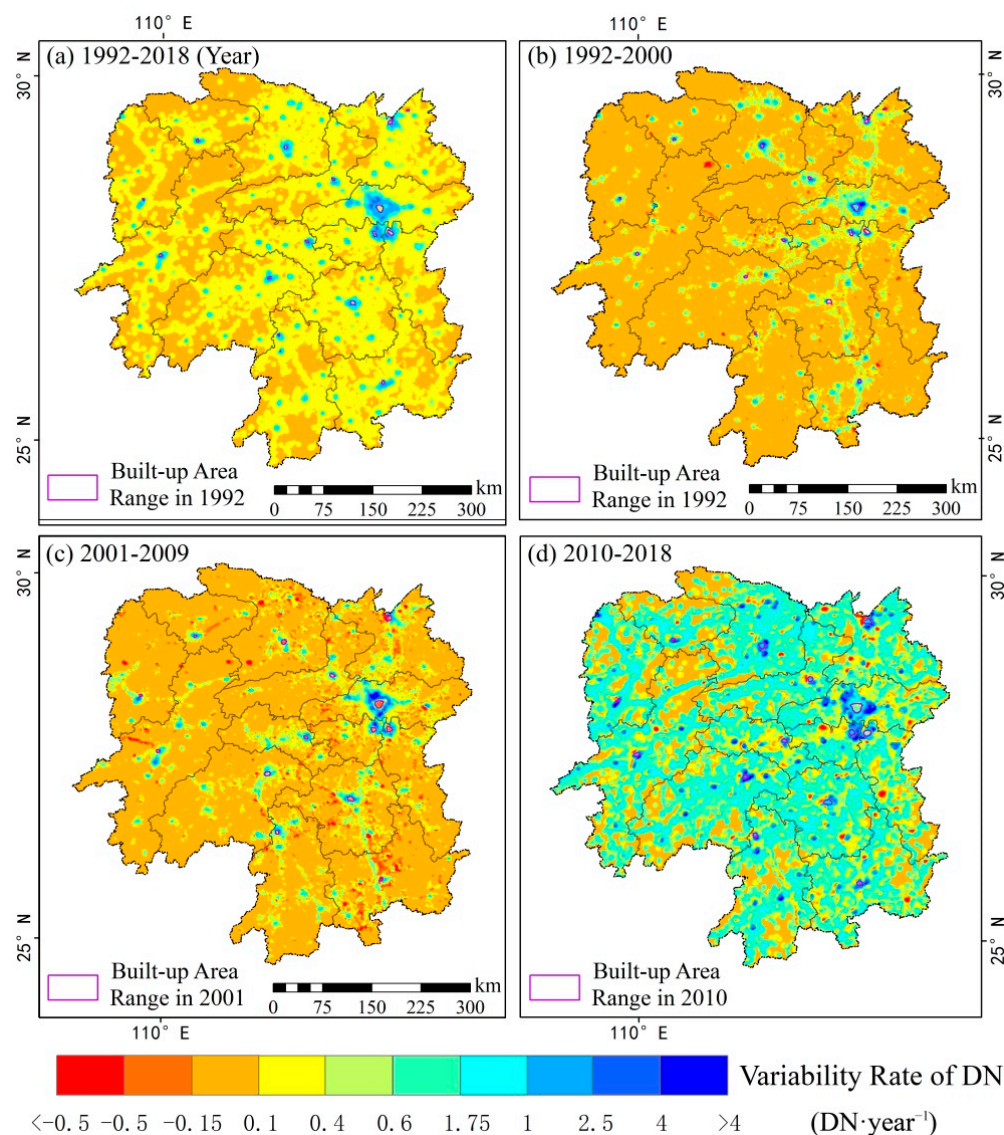 110° E
110° E
(a) 1992-2018 (Year)
(b) 1992-2000
30° N
30° N
25° N
25° N
Built-up Area
Range in 1992
km
0 75 150 225 300
Built-up Area
Range in 1992
km
0 75 150 225 300
(c) 2001-2009
(d) 2010-2018
30° N
30° N
25° N
25° N
Built-up Area
Range in 2001
km
0 75 150 225 300
Built-up Area
Range in 2010
110° E
110° E
Variability Rate of DN
<-0.5 -0.5 -0.15 0.1 0.4 0.6 1.75 1 2.5 4 >4
(DN·year⁻¹)